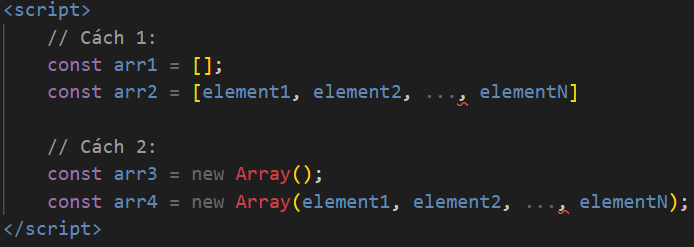 <script>
// Cách 1:
const arr1 = [];
const arr2 = [element1, element2, ..., elementN]
// Cách 2:
const arr3 = new Array();
const arr4 = new Array(element1, element2, ..., elementN);
</script>